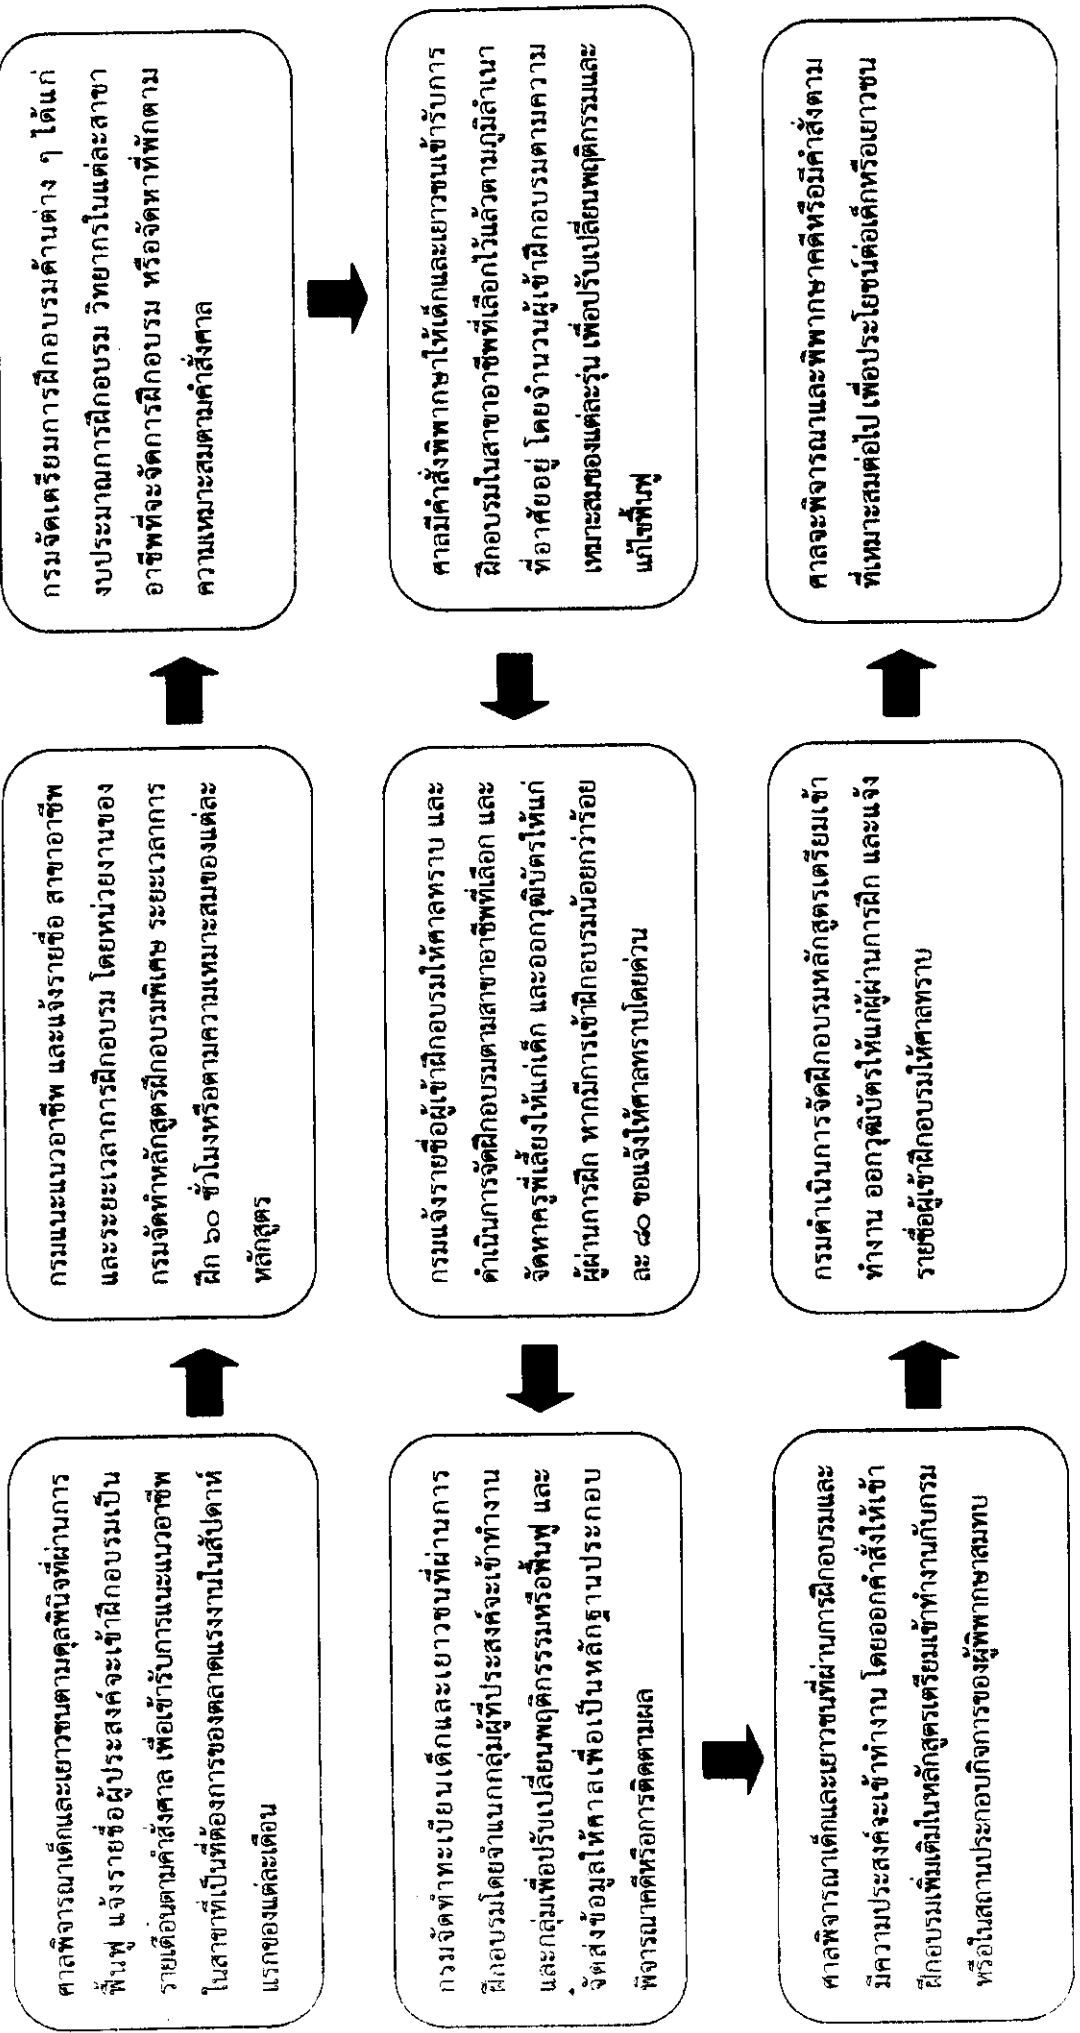 ศาลพิจารณาเด็กและเยาวชนตามดุลพินิจที่ผ่านการ
ฟื้นฟู แจ้งรายชื่อผู้ประสงค์จะเข้าฝึกอบรมเป็น
รายเดือนตามคำสั่งศาล เพื่อเข้ารับการแนะแนวอาชีพ
ในสาขาที่เป็นที่ต้องการของตลาดแรงงานในสัปดาห์
แรกของแต่ละเดือน
กรมแนะแนวอาชีพ และแจ้งรายชื่อ สาขาอาชีพ
และระยะเวลาการฝึกอบรม โดยหน่วยงานของ
กรมจัดทำหลักสูตรฝึกอบรมพิเศษ ระยะเวลาการ
ฝึก ๖๐ ชั่วโมงหรือตามความเหมาะสมของแต่ละ
หลักสูตร
กรมจัดเตรียมการฝึกอบรมด้านต่าง ๆ ได้แก่
งบประมาณการฝึกอบรม วิทยากรในแต่ละสาขา
อาชีพที่จะจัดการฝึกอบรม หรือจัดหาที่พักตาม
ความเหมาะสมตามคำสั่งศาล
ศาลมีคำสั่งพิพากษาให้เด็กและเยาวชนเข้ารับการ
ฝึกอบรมในสาขาอาชีพที่เลือกไว้แล้วตามภูมิลำเนา
ที่อาศัยอยู่ โดยจำนวนผู้เข้าฝึกอบรมตามความ
เหมาะสมของแต่ละรุ่น เพื่อปรับเปลี่ยนพฤติกรรมและ
แก้ไขฟื้นฟู
กรมแจ้งรายชื่อผู้เข้าฝึกอบรมให้ศาลทราบ และ
ดำเนินการจัดฝึกอบรมตามสาขาอาชีพที่เลือก และ
จัดหาครูพี่เลี้ยงให้แก่เด็ก และออกวุฒิบัตรให้แก่
ผู้ผ่านการฝึก หากมีการเข้าฝึกอบรมน้อยกว่าร้อย
ละ ๘๐ ขอแจ้งให้ศาลทราบโดยด่วน
กรมจัดทำทะเบียนเด็กและเยาวชนที่ผ่านการ
ฝึกอบรมโดยจำแนกกลุ่มผู้ที่ประสงค์จะเข้าทำงาน
และกลุ่มเพื่อปรับเปลี่ยนพฤติกรรมหรือฟื้นฟู และ
จัดส่งข้อมูลให้ศาลเพื่อเป็นหลักฐานประกอบ
พิจารณาคดีหรือการติดตามผล
ศาลพิจารณาเด็กและเยาวชนที่ผ่านการฝึกอบรมและ
มีความประสงค์จะเข้าทำงาน โดยออกคำสั่งให้เข้า
ฝึกอบรมเพิ่มเติมในหลักสูตรเตรียมเข้าทำงานกับกรม
หรือในสถานประกอบกิจการของผู้พิพากษาสมทบ
กรมดำเนินการจัดฝึกอบรมหลักสูตรเตรียมเข้า
ทำงาน ออกวุฒิบัตรให้แก่ผู้ผ่านการฝึก และแจ้ง
รายชื่อผู้เข้าฝึกอบรมให้ศาลทราบ
ศาลจะพิจารณาและพิพากษาคดีหรือมีคำสั่งตาม
ที่เหมาะสมต่อไป เพื่อประโยชน์ต่อเด็กหรือเยาวชน